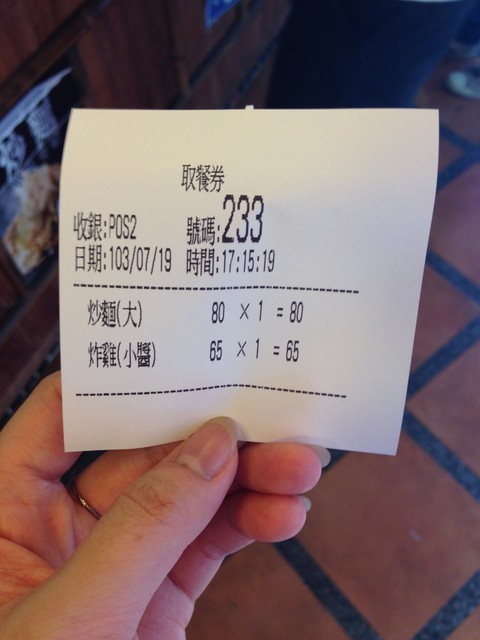 取餐券
收銀:POS2 號碼:233
日期:103/07/19 時間:17:15:19
炒麵(大) 80 × 1 = 80
炸雞(小醬) 65 × 1 = 65